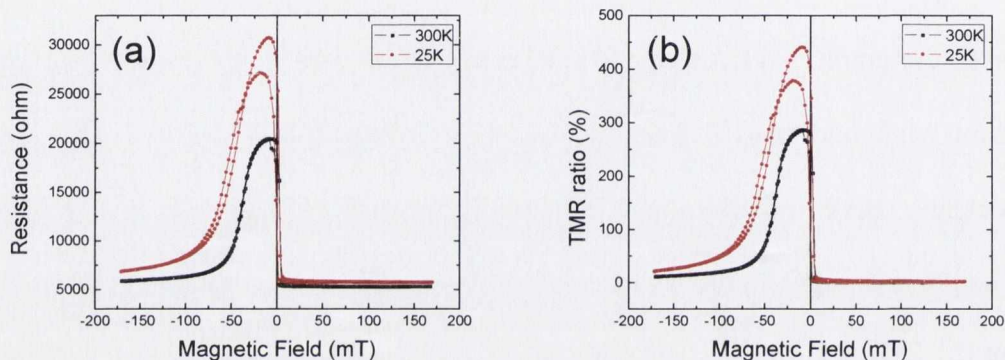 (a)
300K
25K
Resistance (ohm)
30000
25000
20000
15000
10000
5000
-200 -150 -100 -50 0 50 100 150 200
Magnetic Field (mT)
(b)
300K
25K
TMR ratio (%)
500
400
300
200
100
0
-200 -150 -100 -50 0 50 100 150 200
Magnetic Field (mT)